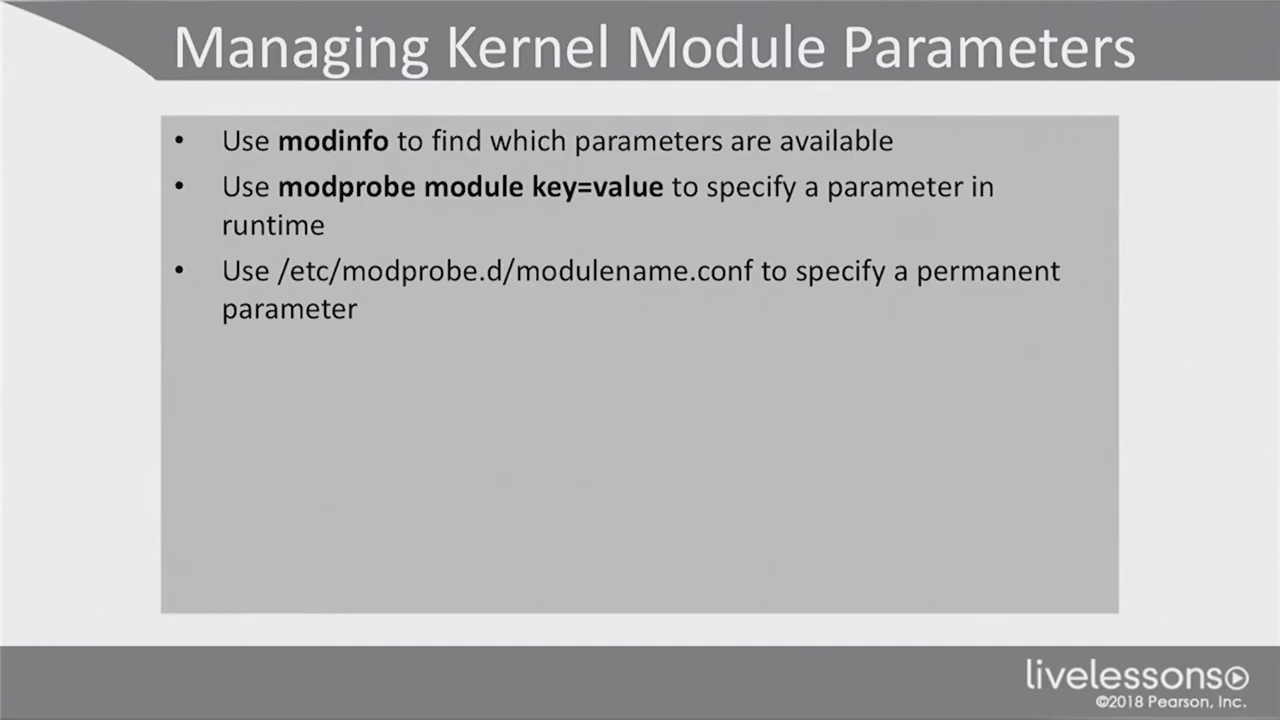 Managing Kernel Module Parameters
• Use modinfo to find which parameters are available
• Use modprobe module key=value to specify a parameter in
runtime
• Use /etc/modprobe.d/modulename.conf to specify a permanent
parameter
livelessons
©2018 Pearson, Inc.